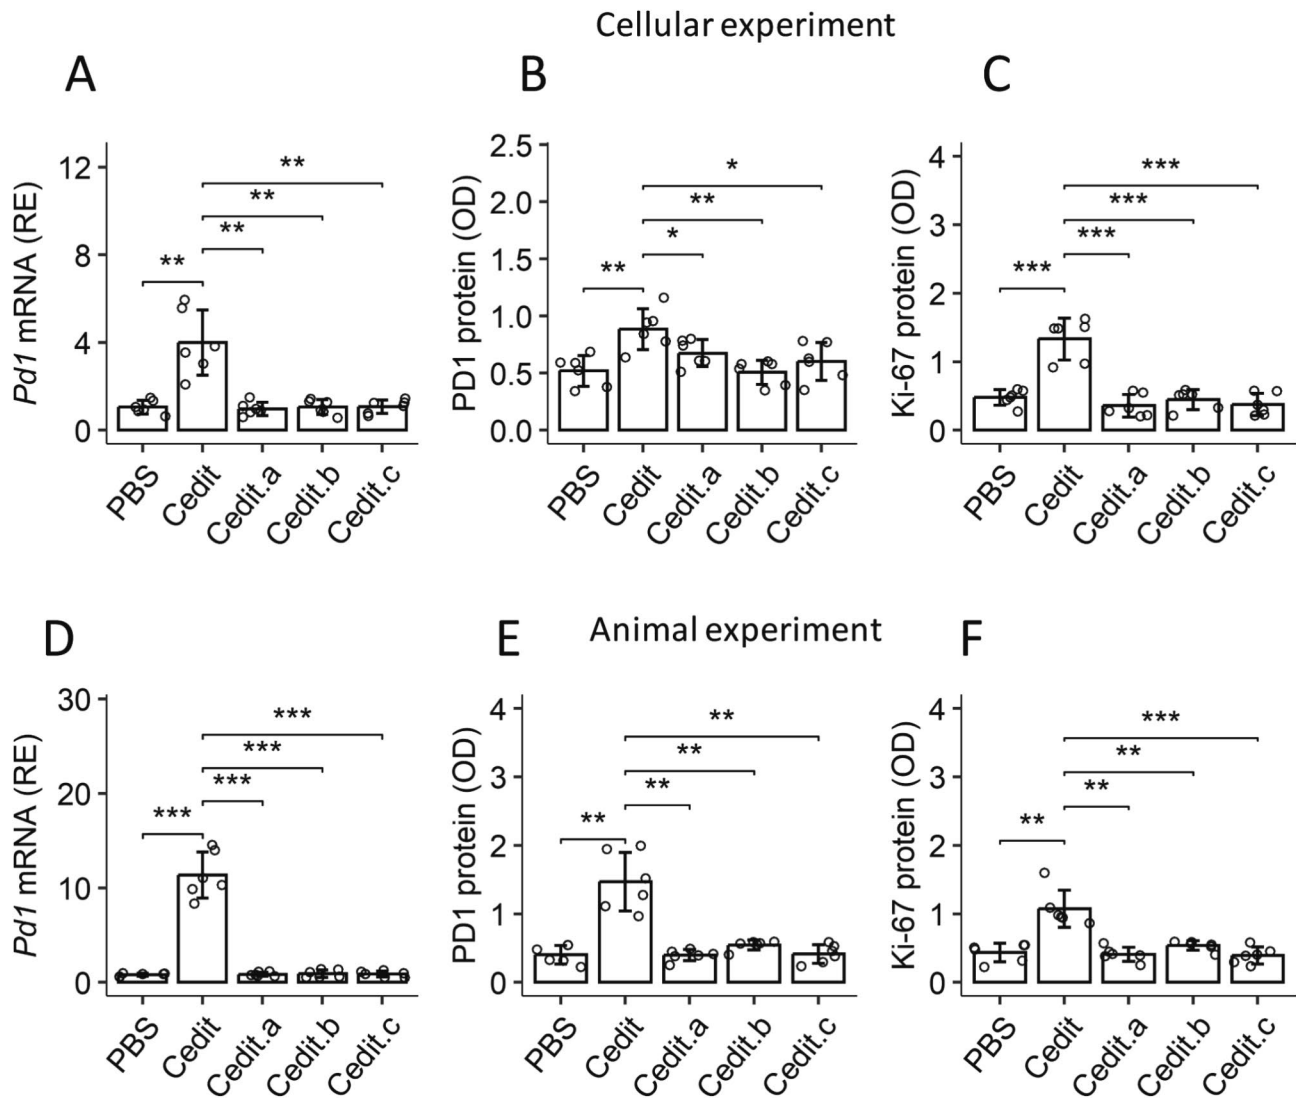 Cellular experiment
A
B
C
Pd1 mRNA (RE)
12
8
4
0
**
**
**
**
PBS
Cedit
Cedit.a
Cedit.b
Cedit.c
PD1 protein (OD)
2.5
2.0
1.5
1.0
0.5
0.0
*
**
*
**
PBS
Cedit
Cedit.a
Cedit.b
Cedit.c
Ki-67 protein (OD)
4
3
2
1
0
***
***
***
***
PBS
Cedit
Cedit.a
Cedit.b
Cedit.c
Animal experiment
D
E
F
Pd1 mRNA (RE)
30
20
10
0
***
***
***
***
PBS
Cedit
Cedit.a
Cedit.b
Cedit.c
PD1 protein (OD)
4
3
2
1
0
**
**
**
**
PBS
Cedit
Cedit.a
Cedit.b
Cedit.c
Ki-67 protein (OD)
4
3
2
1
0
***
**
**
**
PBS
Cedit
Cedit.a
Cedit.b
Cedit.c